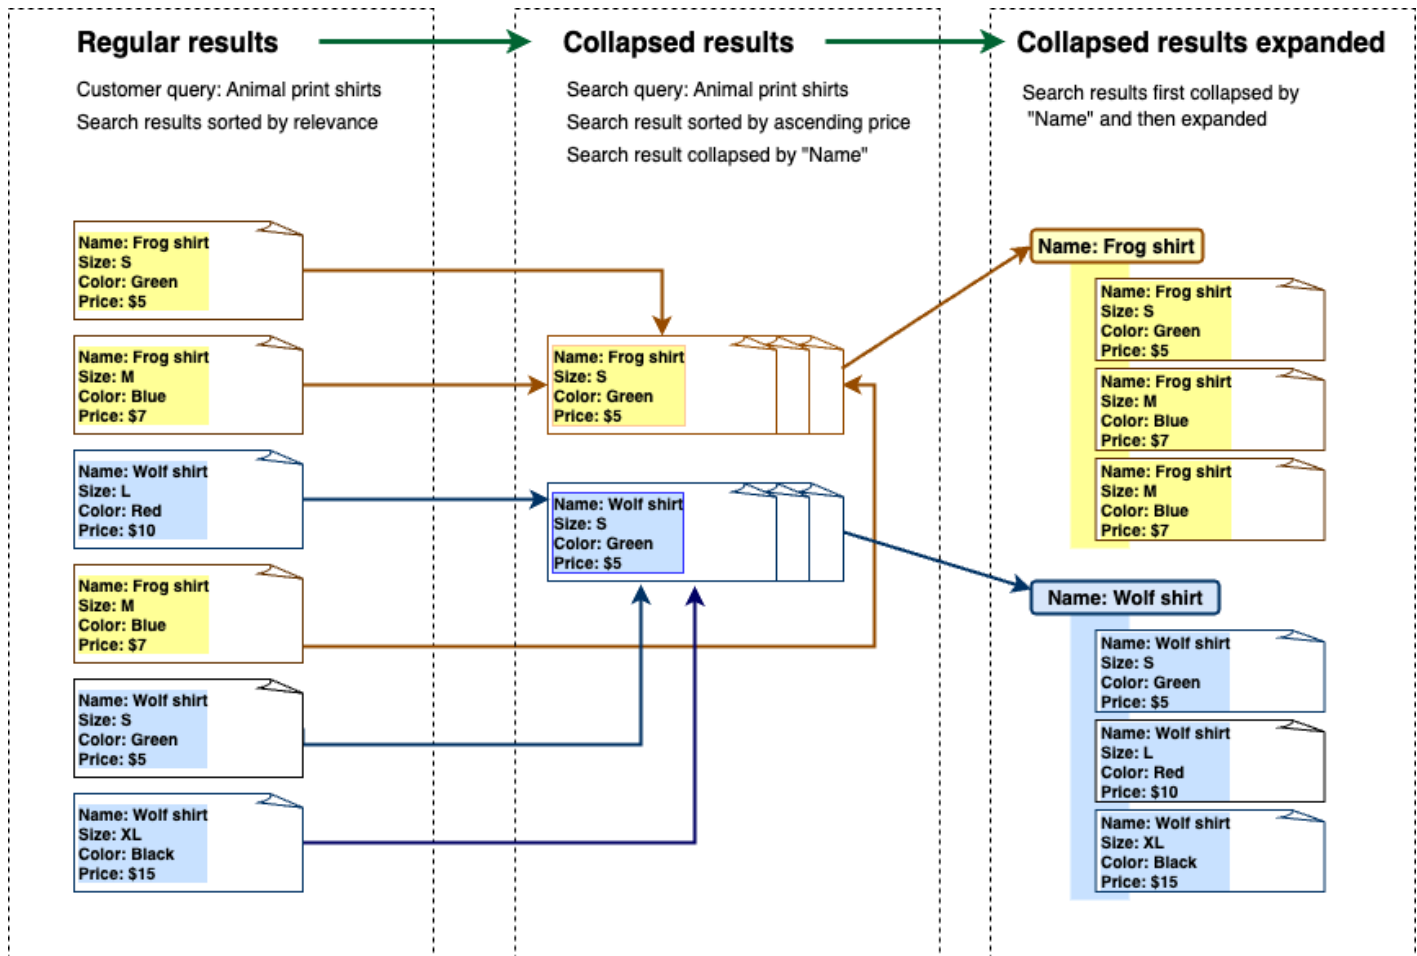 Regular results
Customer query: Animal print shirts
Search results sorted by relevance
Name: Frog shirt
Size: S
Color: Green
Price: $5
Name: Frog shirt
Size: M
Color: Blue
Price: $7
Name: Wolf shirt
Size: L
Color: Red
Price: $10
Name: Frog shirt
Size: M
Color: Blue
Price: $7
Name: Wolf shirt
Size: S
Color: Green
Price: $5
Name: Wolf shirt
Size: XL
Color: Black
Price: $15
Collapsed results
Search query: Animal print shirts
Search result sorted by ascending price
Search result collapsed by "Name"
Name: Frog shirt
Size: S
Color: Green
Price: $5
Name: Wolf shirt
Size: S
Color: Green
Price: $5
Collapsed results expanded
Search results first collapsed by
"Name" and then expanded
Name: Frog shirt
Name: Frog shirt
Size: S
Color: Green
Price: $5
Name: Frog shirt
Size: M
Color: Blue
Price: $7
Name: Frog shirt
Size: M
Color: Blue
Price: $7
Name: Wolf shirt
Name: Wolf shirt
Size: S
Color: Green
Price: $5
Name: Wolf shirt
Size: L
Color: Red
Price: $10
Name: Wolf shirt
Size: XL
Color: Black
Price: $15